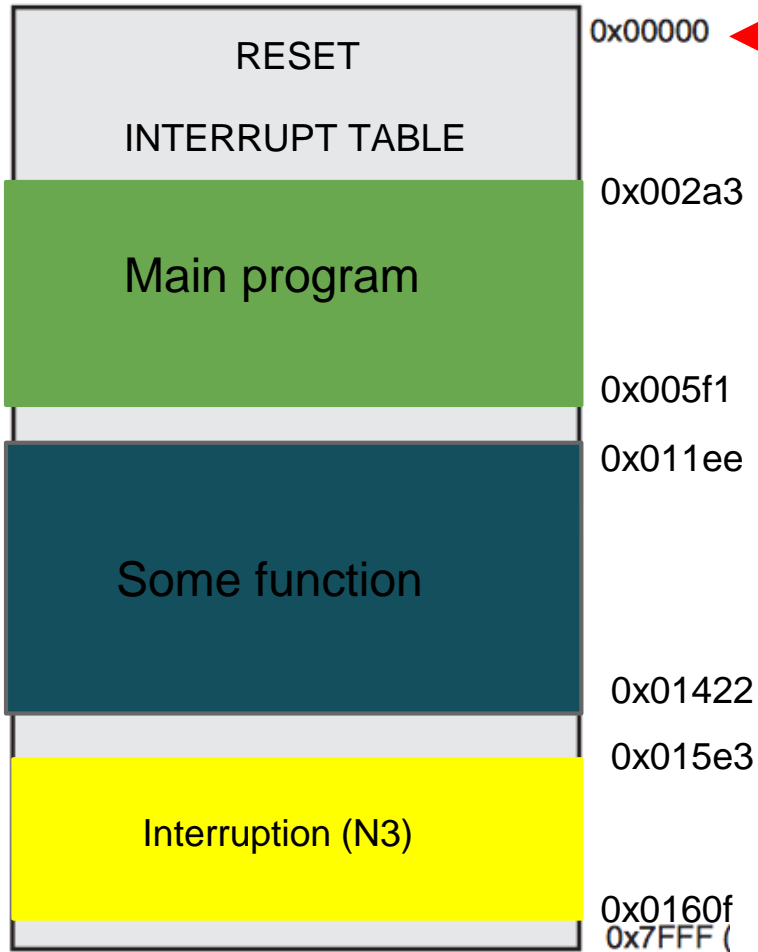 0x00000
RESET
INTERRUPT TABLE
0x002a3
Main program
0x005f1
0x011ee
Some function
0x01422
0x015e3
Interruption (N3)
0x0160f
0x7FFF (